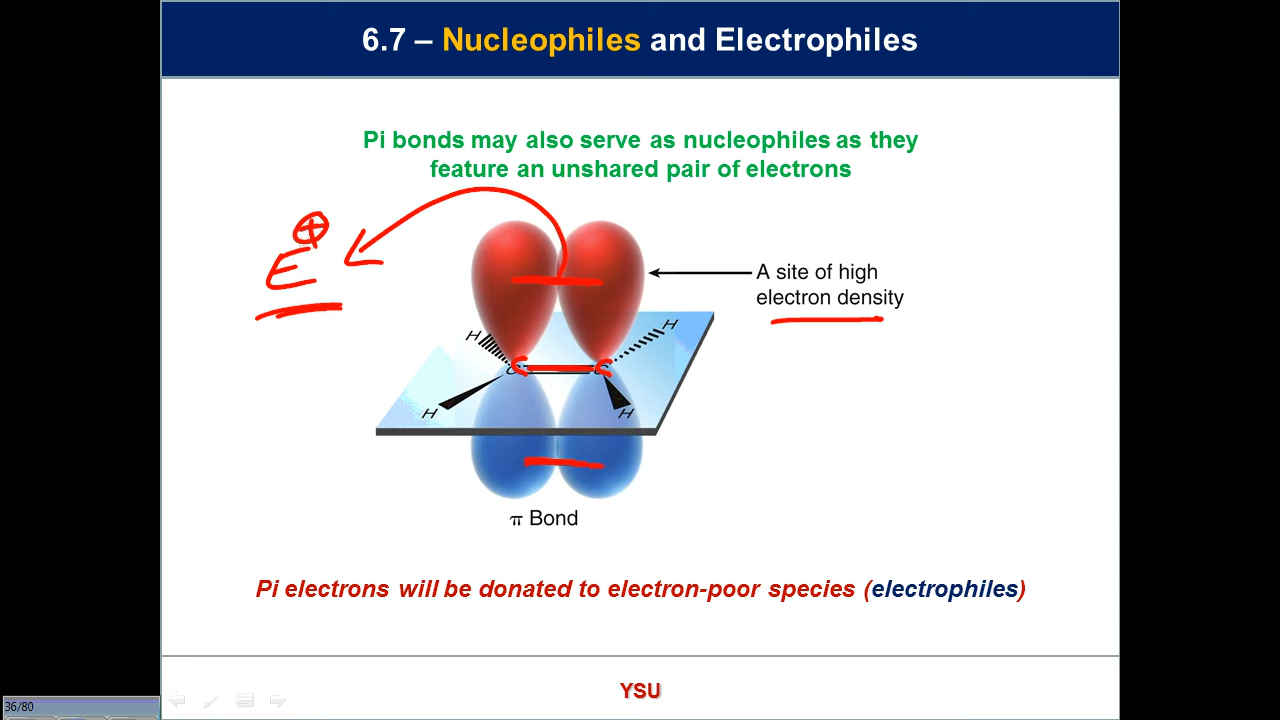 6.7 – Nucleophiles and Electrophiles
Pi bonds may also serve as nucleophiles as they
feature an unshared pair of electrons
E⊕
A site of high
electron density
H
H
C
C
H
H
π Bond
Pi electrons will be donated to electron-poor species (electrophiles)
YSU
36/80